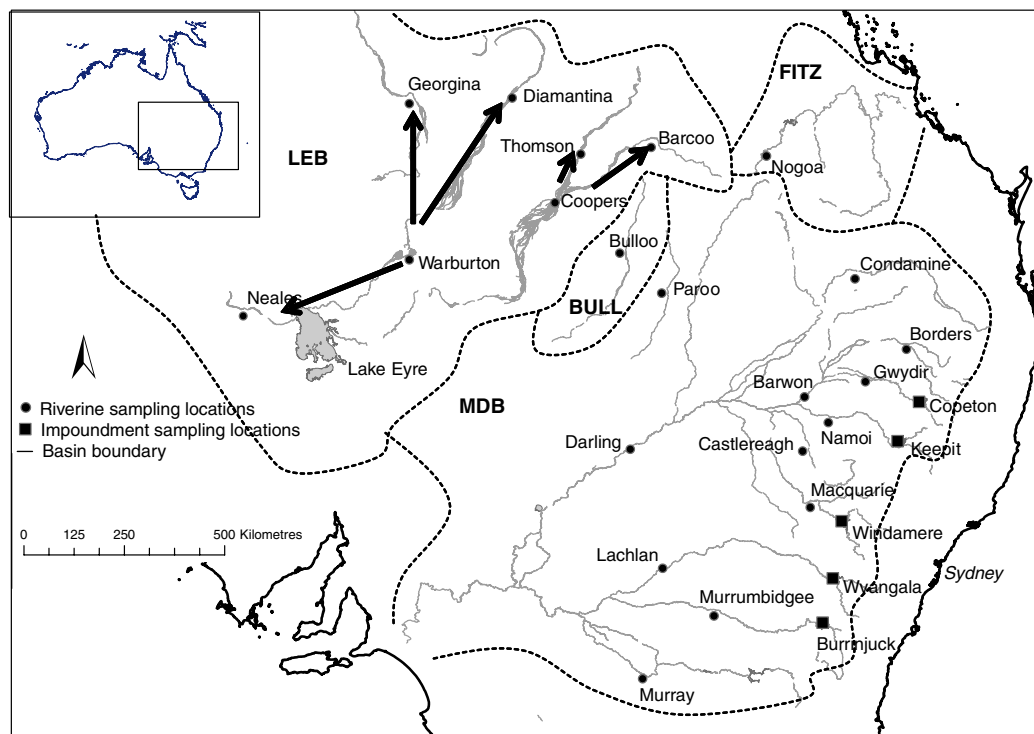 Georgina
Diamantina
FITZ
LEB
Thomson
Barcoo
Nogoa
Coopers
Bulloo
Warburton
Condamine
Paroo
Neales
BULL
Borders
Lake Eyre
Gwydir
Barwon
MDB
Copeton
Riverine sampling locations
Impoundment sampling locations
Basin boundary
Namoi
Darling
Castlereagh
Keepit
Macquarie
0 125 250 500 Kilometres
Windamere
Lachlan
Sydney
Wyangala
Murrumbidgee
Burrinjuck
Murray